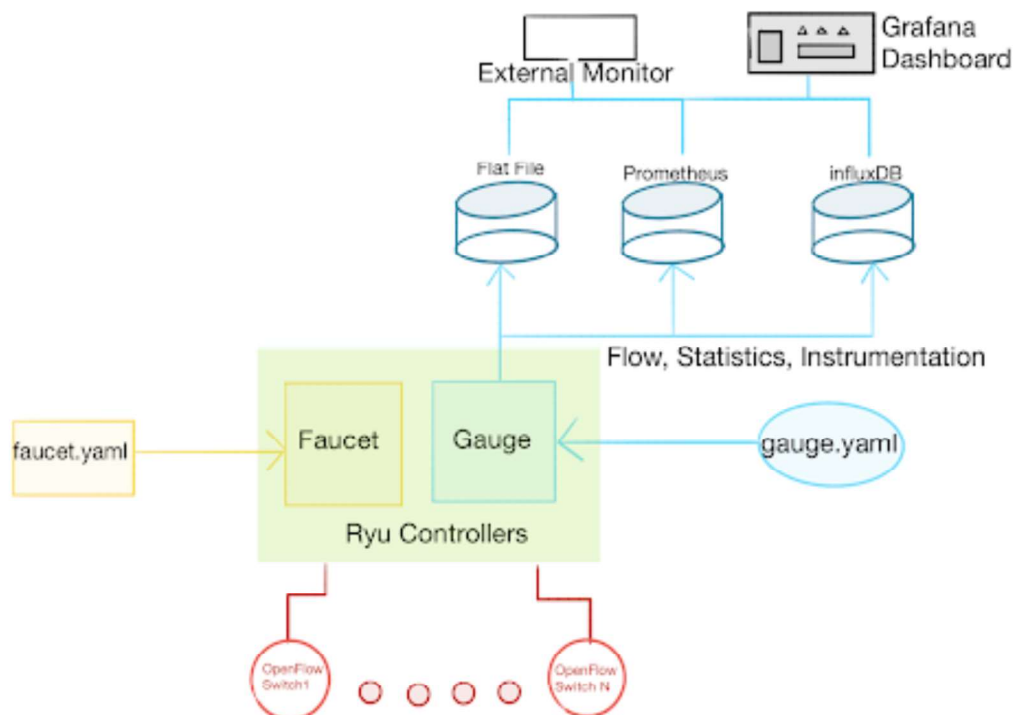 External Monitor
Grafana
Dashboard
Flat File
Prometheus
influxDB
Flow, Statistics, Instrumentation
faucet.yaml
Faucet
Gauge
gauge.yaml
Ryu Controllers
OpenFlow
Switch1
OpenFlow
Switch N